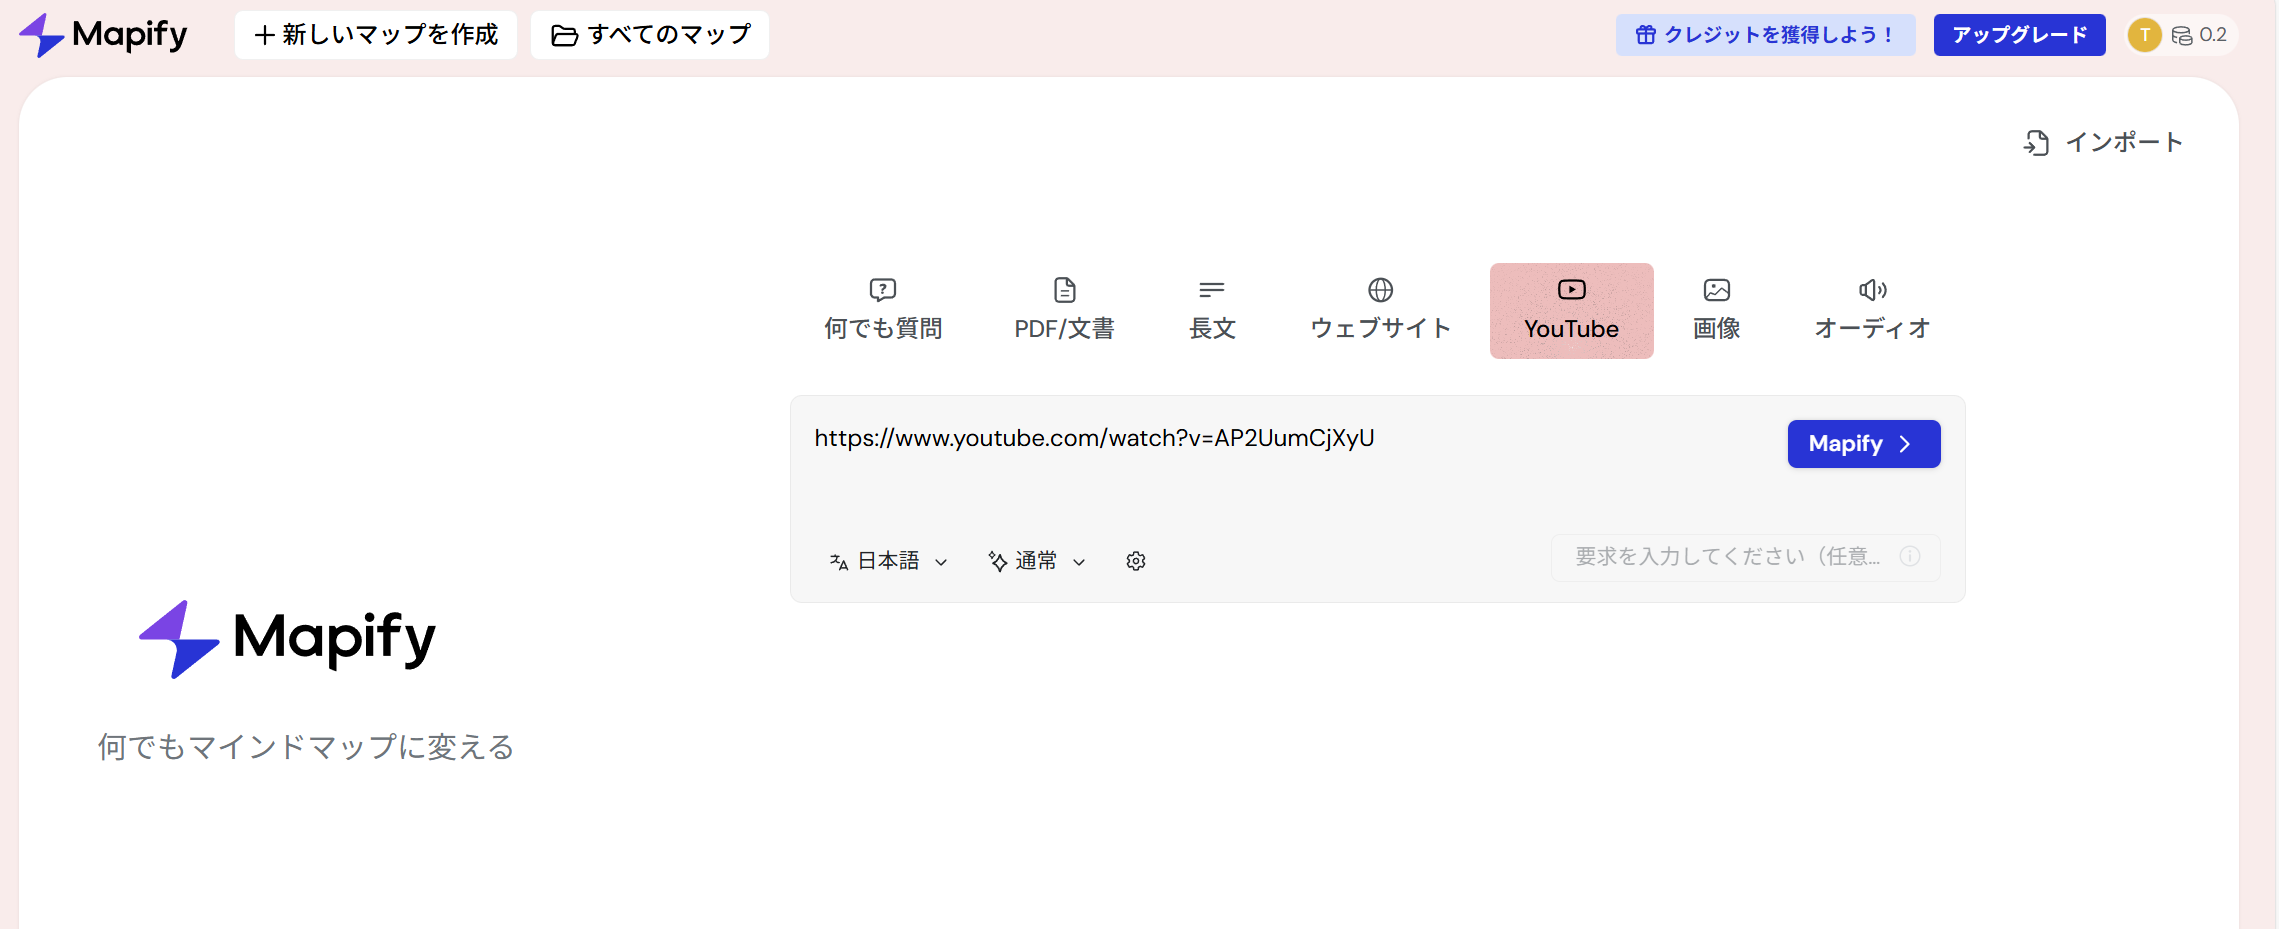 Mapify
新しいマップを作成
すべてのマップ
クレジットを獲得しよう！
アップグレード
T
0.2
インポート
何でも質問
PDF/文書
長文
ウェブサイト
YouTube
画像
オーディオ
https://www.youtube.com/watch?v=AP2UumCjXyU
Mapify
日本語
通常
要求を入力してください（任意...
Mapify
何でもマインドマップに変える